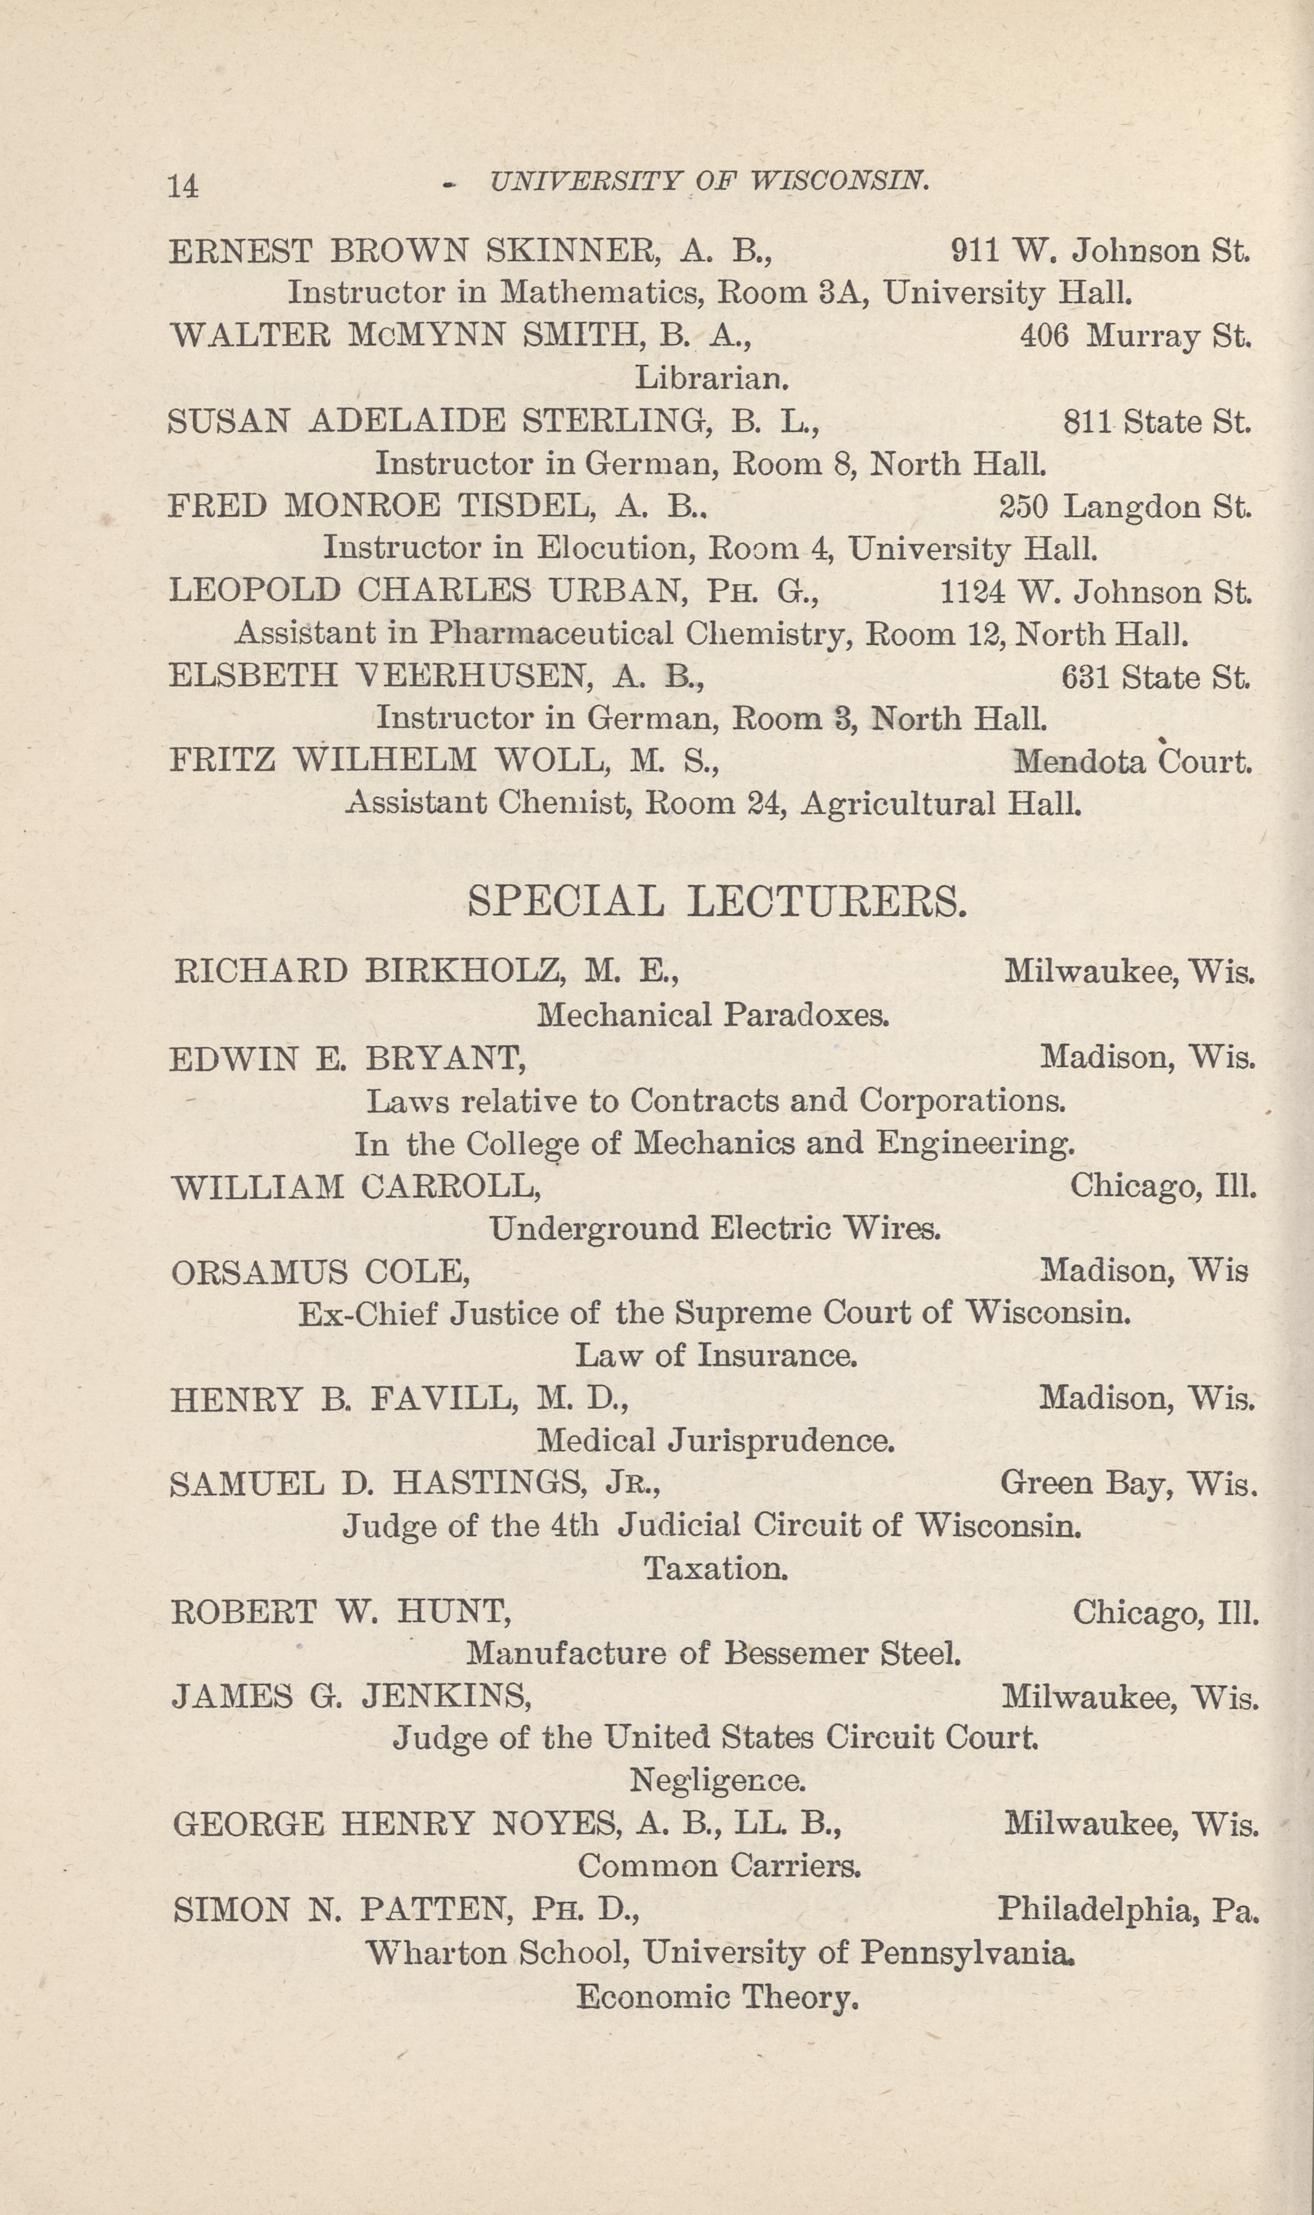 14 - UNIVERSITY OF WISCONSIN.
ERNEST BROWN SKINNER, A. B., 911 W. Johnson St.
Instructor in Mathematics, Room 3A, University Hall.
WALTER McMYNN SMITH, B. A., 406 Murray St.
Librarian.
SUSAN ADELAIDE STERLING, B. L., 811 State St.
Instructor in German, Room 8, North Hall.
FRED MONROE TISDEL, A. B.. 250 Langdon St.
Instructor in Elocution, Room 4, University Hall.
LEOPOLD CHARLES URBAN, PH. G., 1124 W. Johnson St.
Assistant in Pharmaceutical Chemistry, Room 12, North Hall.
ELSBETH VEERHUSEN, A. B., 631 State St.
Instructor in German, Room 3, North Hall.
FRITZ WILHELM WOLL, M. S., Mendota Court.
Assistant Chemist, Room 24, Agricultural Hall.
SPECIAL LECTURERS.
RICHARD BIRKHOLZ, M. E., Milwaukee, Wis.
Mechanical Paradoxes.
EDWIN E. BRYANT, Madison, Wis.
Laws relative to Contracts and Corporations.
In the College of Mechanics and Engineering.
WILLIAM CARROLL, Chicago, Ill.
Underground Electric Wires.
ORSAMUS COLE, Madison, Wis
Ex-Chief Justice of the Supreme Court of Wisconsin.
Law of Insurance.
HENRY B. FAVILL, M. D., Madison, Wis.
Medical Jurisprudence.
SAMUEL D. HASTINGS, JR., Green Bay, Wis.
Judge of the 4th Judicial Circuit of Wisconsin.
Taxation.
ROBERT W. HUNT, Chicago, Ill.
Manufacture of Bessemer Steel.
JAMES G. JENKINS, Milwaukee, Wis.
Judge of the United States Circuit Court.
Negligence.
GEORGE HENRY NOYES, A. B., LL. B., Milwaukee, Wis.
Common Carriers.
SIMON N. PATTEN, PH. D., Philadelphia, Pa.
Wharton School, University of Pennsylvania.
Economic Theory.